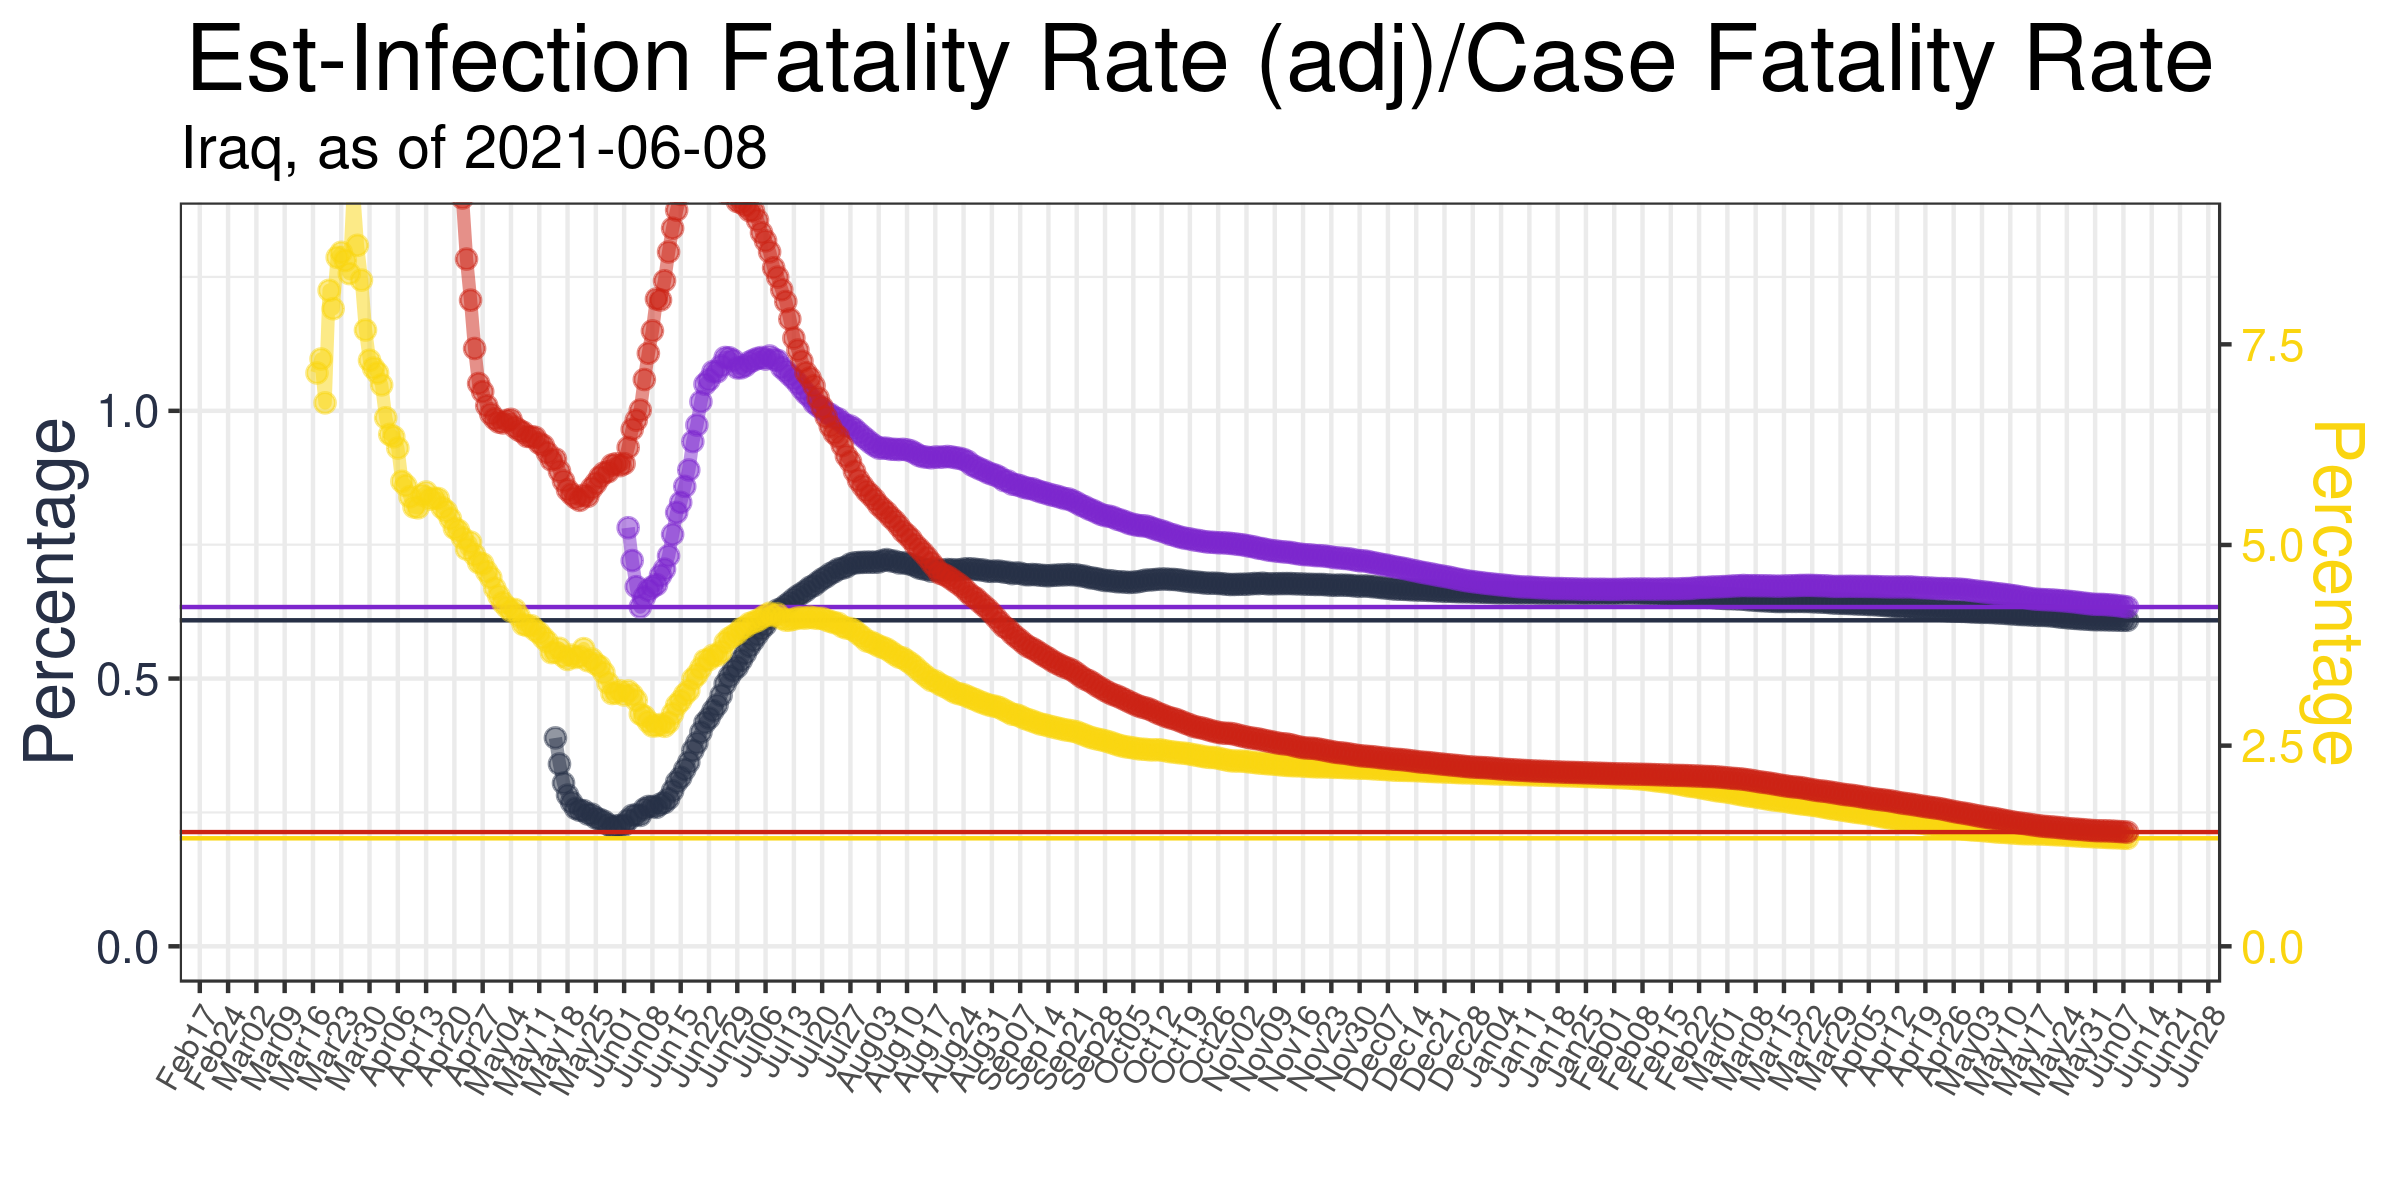 Est-Infection Fatality Rate (adj)/Case Fatality Rate
Iraq, as of 2021-06-08
Percentage
1.0
0.5
0.0
7.5
5.0
2.5
0.0
Percentage
Feb17 Feb24 Mar02 Mar09 Mar16 Mar23 Mar30 Apr06 Apr13 Apr20 Apr27 May04 May11 May18 May25 Jun01 Jun08 Jun15 Jun22 Jun29 Jul06 Jul13 Jul20 Jul27 Aug03 Aug10 Aug17 Aug24 Aug31 Sep07 Sep14 Sep21 Sep28 Oct05 Oct12 Oct19 Oct26 Nov02 Nov09 Nov16 Nov23 Nov30 Dec07 Dec14 Dec21 Dec28 Jan04 Jan11 Jan18 Jan25 Feb01 Feb08 Feb15 Feb22 Mar01 Mar08 Mar15 Mar22 Mar29 Apr05 Apr12 Apr19 Apr26 May03 May10 May17 May24 May31 Jun07 Jun14 Jun21 Jun28